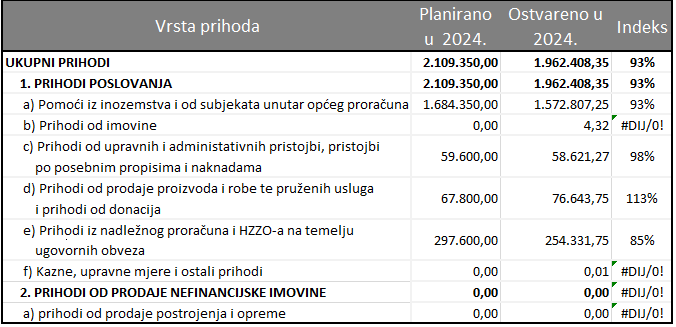 Vrsta prihoda Planirano u 2024. Ostvareno u 2024. Indeks
UKUPNI PRIHODI 2.109.350,00 1.962.408,35 93%
1. PRIHODI POSLOVANJA 2.109.350,00 1.962.408,35 93%
a) Pomoći iz inozemstva i od subjekata unutar općeg proračuna 1.684.350,00 1.572.807,25 93%
b) Prihodi od imovine 0,00 4,32 #DIJ/0!
c) Prihodi od upravnih i administrativnih pristojbi, pristojbi
po posebnim propisima i naknadama 59.600,00 58.621,27 98%
d) Prihodi od prodaje proizvoda i robe te pruženih usluga
i prihodi od donacija 67.800,00 76.643,75 113%
e) Prihodi iz nadležnog proračuna i HZZO-a na temelju
ugovornih obveza 297.600,00 254.331,75 85%
f) Kazne, upravne mjere i ostali prihodi 0,00 0,01 #DIJ/0!
2. PRIHODI OD PRODAJE NEFINANCIJSKE IMOVINE 0,00 0,00 #DIJ/0!
a) prihodi od prodaje postrojenja i opreme 0,00 0,00 #DIJ/0!